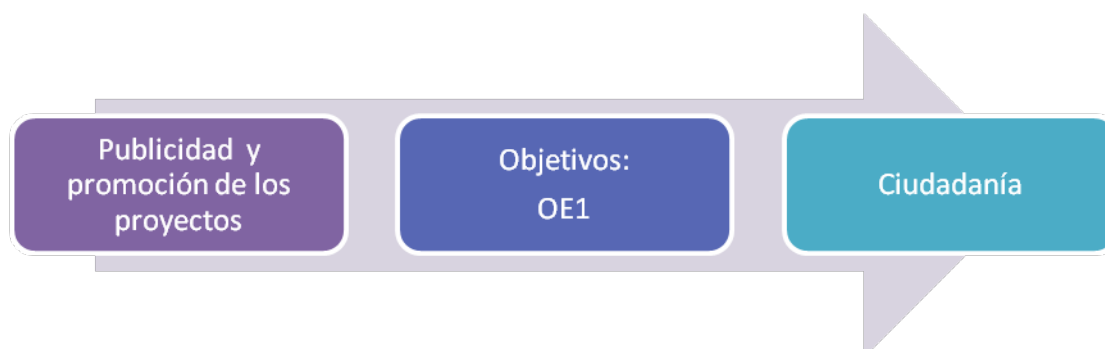 Publicidad y
promoción de los
proyectos
Objetivos:
OE1
Ciudadanía